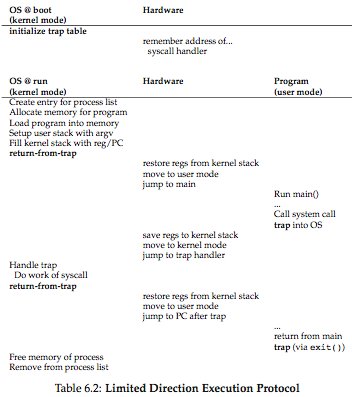 OS @ boot Hardware
(kernel mode)
initialize trap table
remember address of...
syscall handler
OS @ run Hardware Program
(kernel mode) (user mode)
Create entry for process list
Allocate memory for program
Load program into memory
Setup user stack with argv
Fill kernel stack with reg/PC
return-from-trap
restore regs from kernel stack
move to user mode
jump to main
Run main()
...
Call system call
trap into OS
save regs to kernel stack
move to kernel mode
jump to trap handler
Handle trap
Do work of syscall
return-from-trap
restore regs from kernel stack
move to user mode
jump to PC after trap
...
return from main
trap (via exit())
Free memory of process
Remove from process list
Table 6.2: Limited Direction Execution Protocol